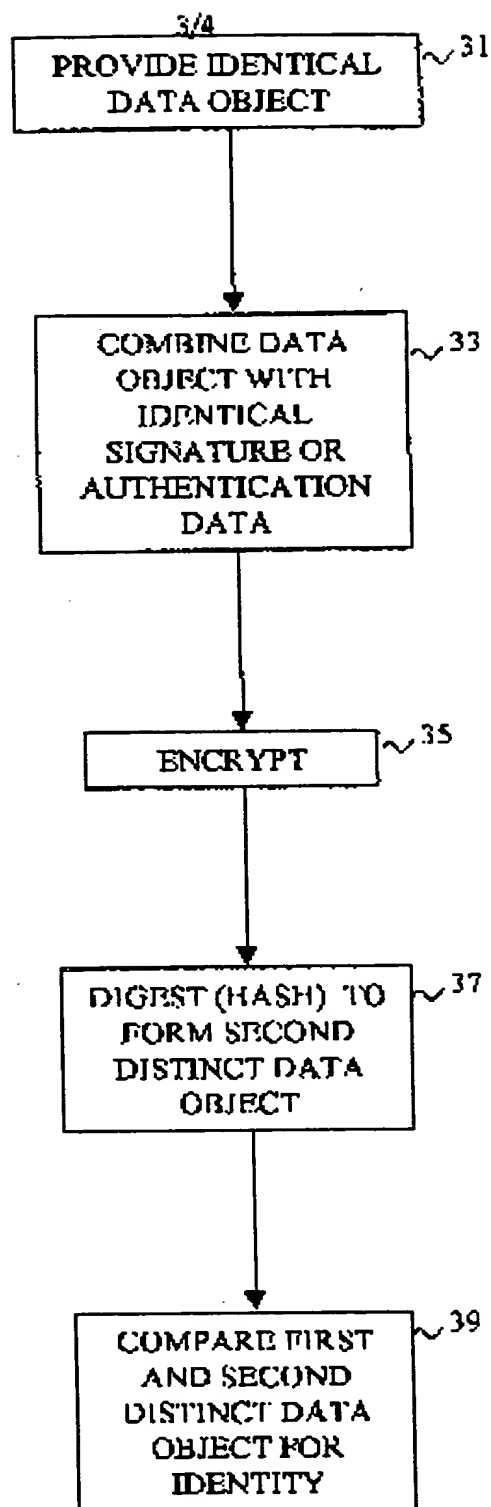 3/4
PROVIDE IDENTICAL
DATA OBJECT
31
COMBINE DATA
OBJECT WITH
IDENTICAL
SIGNATURE OR
AUTHENTICATION
DATA
33
ENCRYPT
35
DIGEST (HASH) TO
FORM SECOND
DISTINCT DATA
OBJECT
37
COMPARE FIRST
AND SECOND
DISTINCT DATA
OBJECT FOR
IDENTITY
39